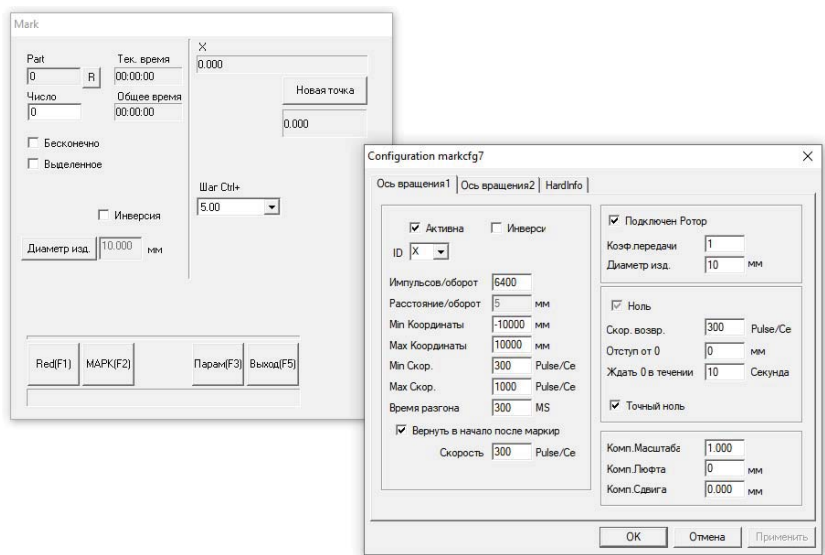 Mark
Part
Тек. время
0
R
00:00:00
Число
Общее время
0
00:00:00
Бесконечно
Выделенное
Инверсия
Диаметр изд.
10.000
мм
X
0.000
Новая точка
0.000
Шаг Ctrl+
5.00
Red(F1)
МАРК(F2)
Парам(F3)
Выход(F5)
Configuration markcfg7
Ось вращения1
Ось вращения2
HardInfo
Активна
Инверси
ID
X
Импульсов/оборот 6400
Расстояние/оборот 5 мм
Min Координаты -10000 мм
Max Координаты 10000 мм
Min Скор. 300 Pulse/Се
Max Скор. 1000 Pulse/Се
Время разгона 300 MS
Вернуть в начало после маркир
Скорость 300 Pulse/Се
Подключен Ротор
Коэф.передачи 1
Диаметр изд. 10 мм
Ноль
Скор. возвр. 300 Pulse/Се
Отступ от 0 0 мм
Ждать 0 в течении 10 Секунда
Точный ноль
Комп.Масштаба 1.000
Комп.Люфта 0 мм
Комп.Сдвига 0.000 мм
OK
Отмена
Применить